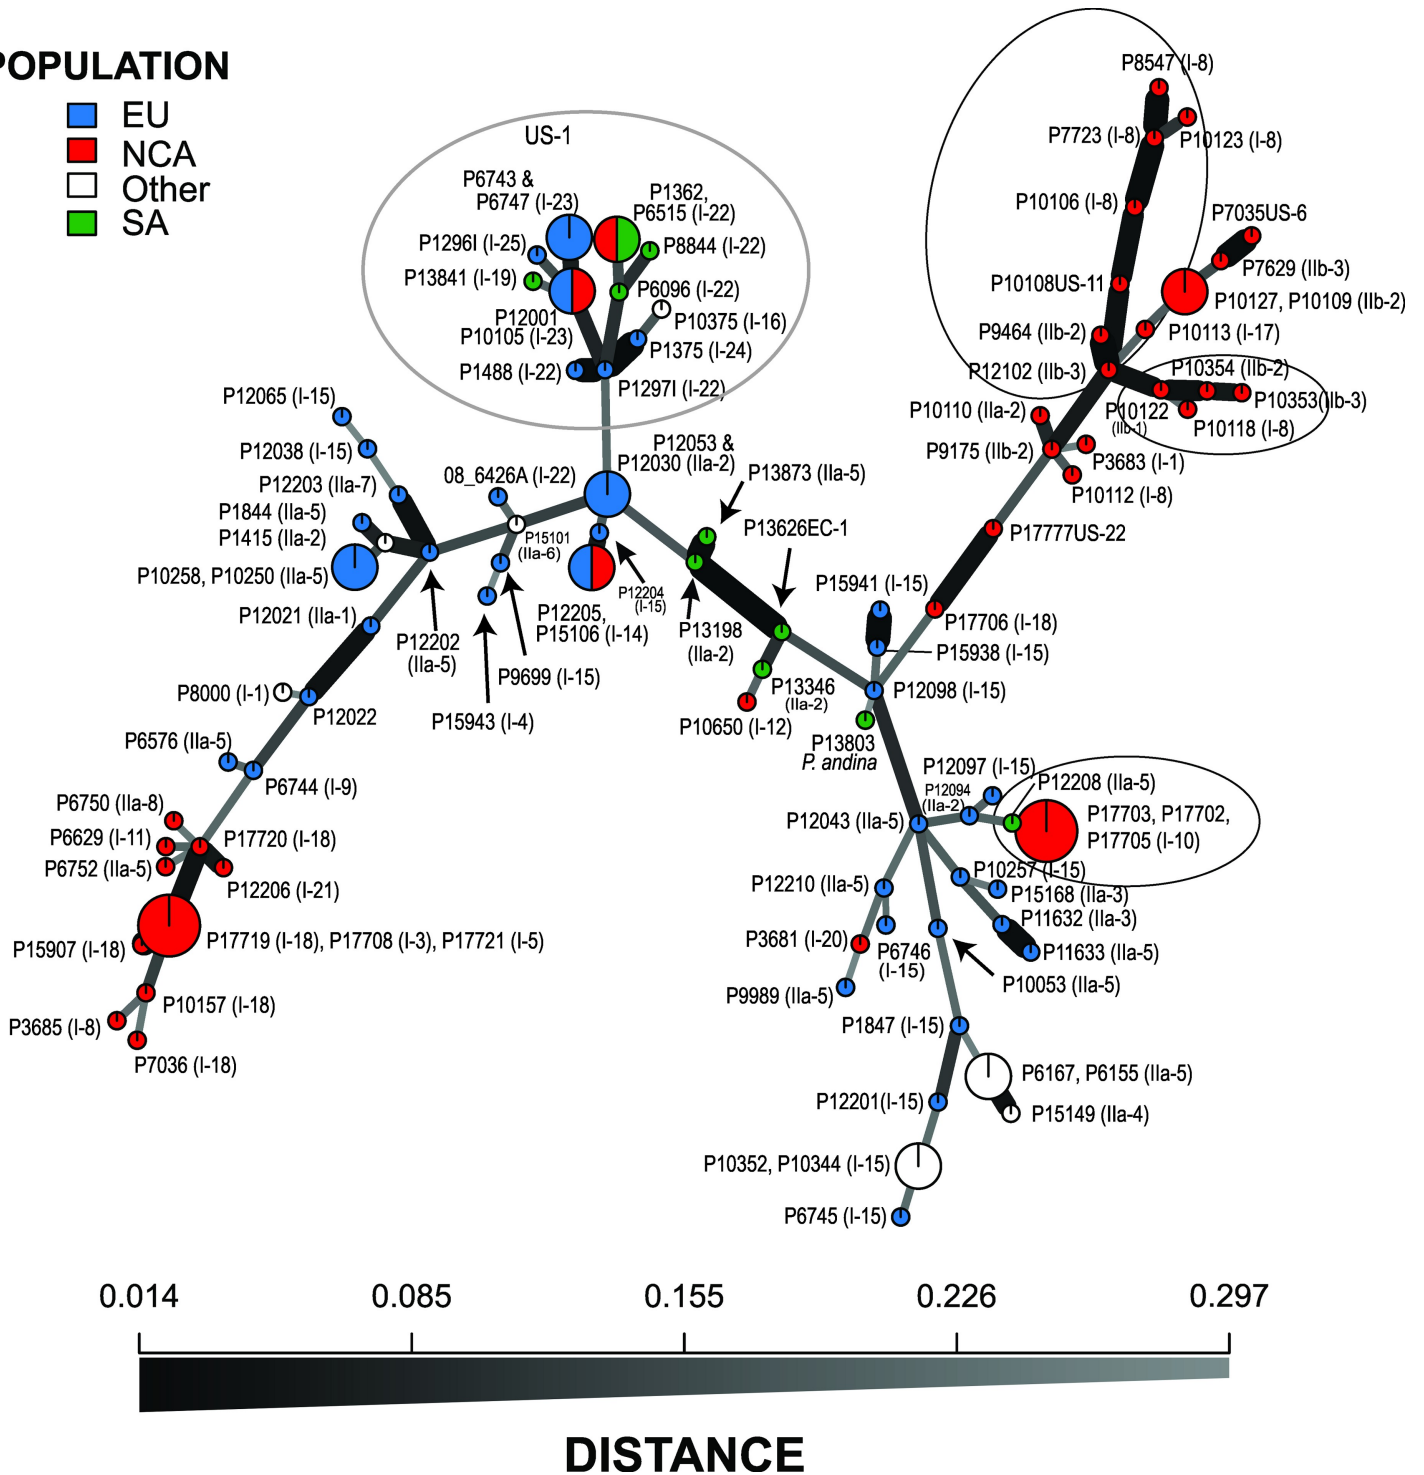 POPULATION
EU
NCA
Other
SA
US-1
P6743 &
P6747 (I-23)
P1362,
P6515 (I-22)
P1296I (I-25)
P8844 (I-22)
P13841 (I-19)
P6096 (I-22)
P12001
P10105 (I-23)
P10375 (I-16)
P1375 (I-24)
P1488 (I-22)
P1297I (I-22)
P8547 (I-8)
P7723 (I-8)
P10123 (I-8)
P10106 (I-8)
P7035US-6
P7629 (IIb-3)
P10108US-11
P10127, P10109 (IIb-2)
P9464 (IIb-2)
P10113 (I-17)
P12102 (IIb-3)
P10354 (IIb-2)
P10353(IIb-3)
P10122
(IIb-1)
P10118 (I-8)
P10110 (IIa-2)
P9175 (IIb-2)
P3683 (I-1)
P10112 (I-8)
P17777US-22
P12065 (I-15)
P12038 (I-15)
P12203 (IIa-7)
P1844 (IIa-5)
P1415 (IIa-2)
P10258, P10250 (IIa-5)
08_6426A (I-22)
P12053 &
P12030 (IIa-2)
P13873 (IIa-5)
P13626EC-1
P15101
(IIa-6)
P12204
(I-15)
P12205,
P15106 (I-14)
P13198
(IIa-2)
P15941 (I-15)
P17706 (I-18)
P15938 (I-15)
P12098 (I-15)
P12021 (IIa-1)
P12202
(IIa-5)
P9699 (I-15)
P15943 (I-4)
P13346
(IIa-2)
P10650 (I-12)
P13803
P. andina
P8000 (I-1)
P12022
P6576 (IIa-5)
P6744 (I-9)
P6750 (IIa-8)
P6629 (I-11)
P6752 (IIa-5)
P17720 (I-18)
P12206 (I-21)
P15907 (I-18)
P17719 (I-18), P17708 (I-3), P17721 (I-5)
P10157 (I-18)
P3685 (I-8)
P7036 (I-18)
P12097 (I-15)
P12094
(IIa-2)
P12208 (IIa-5)
P12043 (IIa-5)
P17703, P17702,
P17705 (I-10)
P10257 (I-15)
P15168 (IIa-3)
P12210 (IIa-5)
P11632 (IIa-3)
P3681 (I-20)
P6746
(I-15)
P11633 (IIa-5)
P10053 (IIa-5)
P9989 (IIa-5)
P1847 (I-15)
P6167, P6155 (IIa-5)
P12201(I-15)
P15149 (IIa-4)
P10352, P10344 (I-15)
P6745 (I-15)
0.014 0.085 0.155 0.226 0.297
DISTANCE